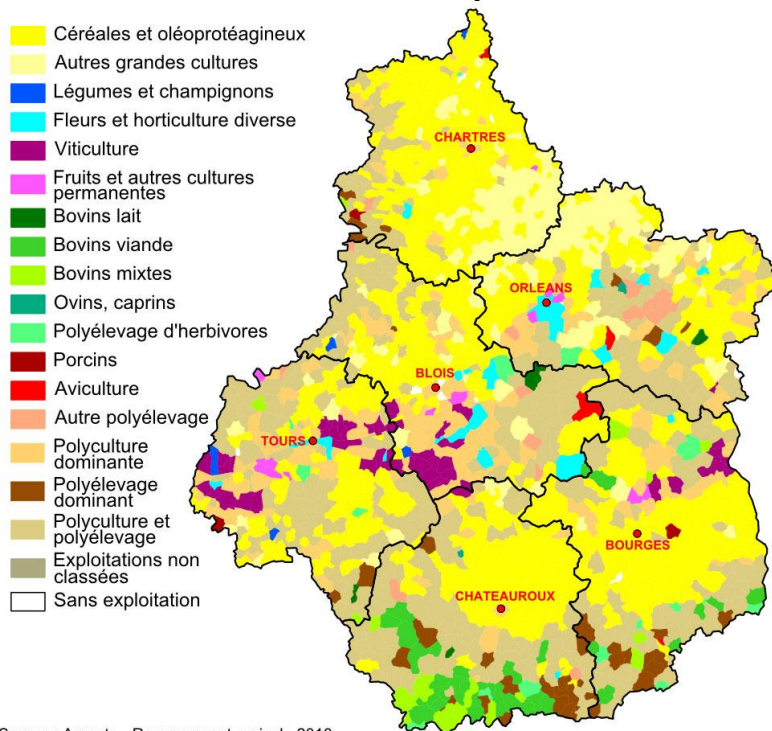 Céréales et oléoprotéagineux
Autres grandes cultures
Légumes et champignons
Fleurs et horticulture diverse
Viticulture
Fruits et autres cultures
permanentes
Bovins lait
Bovins viande
Bovins mixtes
Ovins, caprins
Polyélevage d'herbivores
Porcins
Aviculture
Autre polyélevage
Polyculture
dominante
Polyélevage
dominant
Polyculture et
polyélevage
Exploitations non
classées
Sans exploitation
CHARTRES
ORLEANS
BLOIS
TOURS
BOURGES
CHATEAUROUX